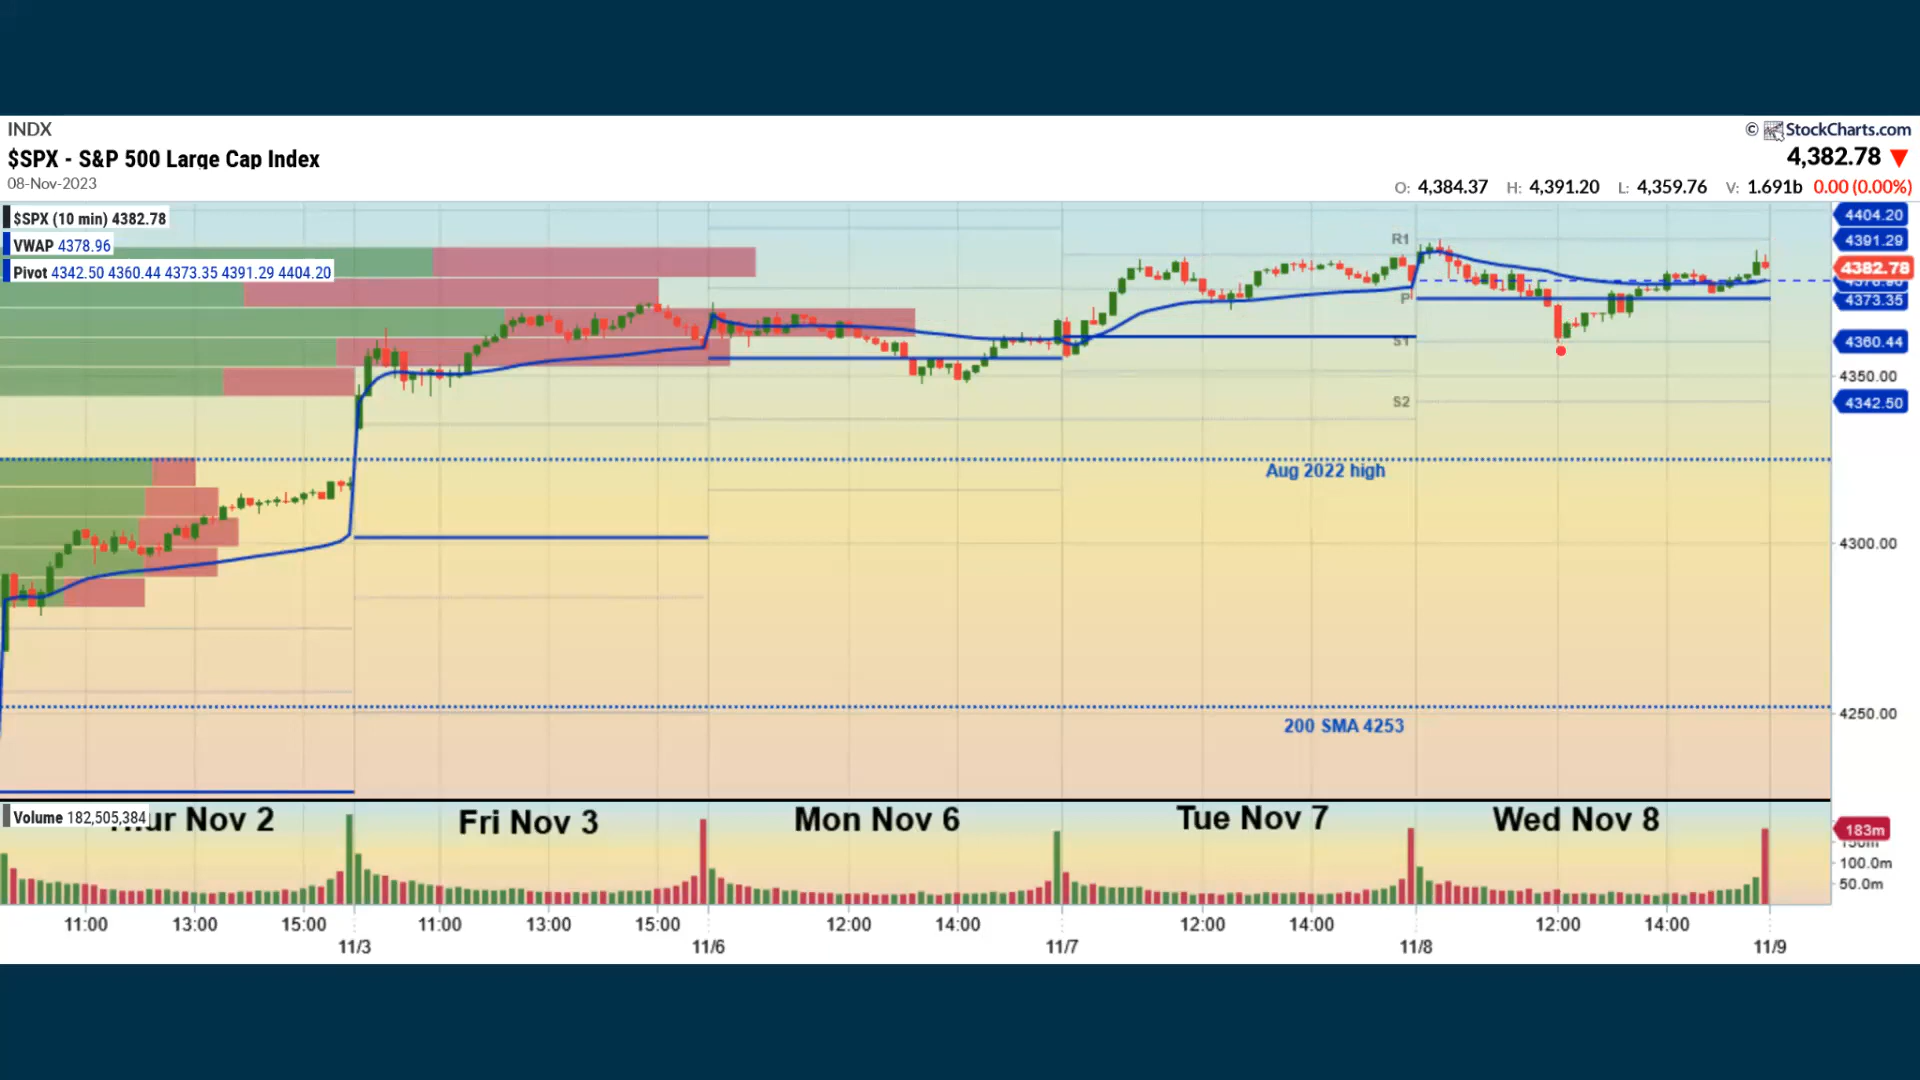 INDX
© StockCharts.com
$SPX - S&P 500 Large Cap Index
4,382.78
08-Nov-2023
O: 4,384.37 H: 4,391.20 L: 4,359.76 V: 1.691b 0.00 (0.00%)
$SPX (10 min) 4382.78
VWAP 4378.96
Pivot 4342.50 4360.44 4373.35 4391.29 4404.20
R1
P
S1
S2
4404.20
4391.29
4382.78
4378.96
4373.35
4360.44
4350.00
4342.50
4300.00
4250.00
Aug 2022 high
200 SMA 4253
Volume 182,505,384
ur Nov 2
Fri Nov 3
Mon Nov 6
Tue Nov 7
Wed Nov 8
183m
150m
100.0m
50.0m
11:00 13:00 15:00 11:00 13:00 15:00 12:00 14:00 12:00 14:00 12:00 14:00
11/3 11/6 11/7 11/8 11/9